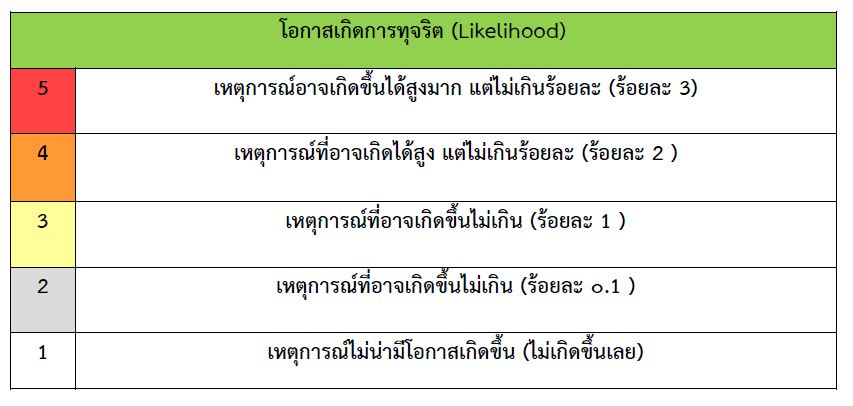 โอกาสเกิดการทุจริต (Likelihood)
5 เหตุการณ์อาจเกิดขึ้นได้สูงมาก แต่ไม่เกินร้อยละ (ร้อยละ 3)
4 เหตุการณ์ที่อาจเกิดได้สูง แต่ไม่เกินร้อยละ (ร้อยละ 2 )
3 เหตุการณ์ที่อาจเกิดขึ้นไม่เกิน (ร้อยละ 1 )
2 เหตุการณ์ที่อาจเกิดขึ้นไม่เกิน (ร้อยละ ๐.1 )
1 เหตุการณ์ไม่น่ามีโอกาสเกิดขึ้น (ไม่เกิดขึ้นเลย)